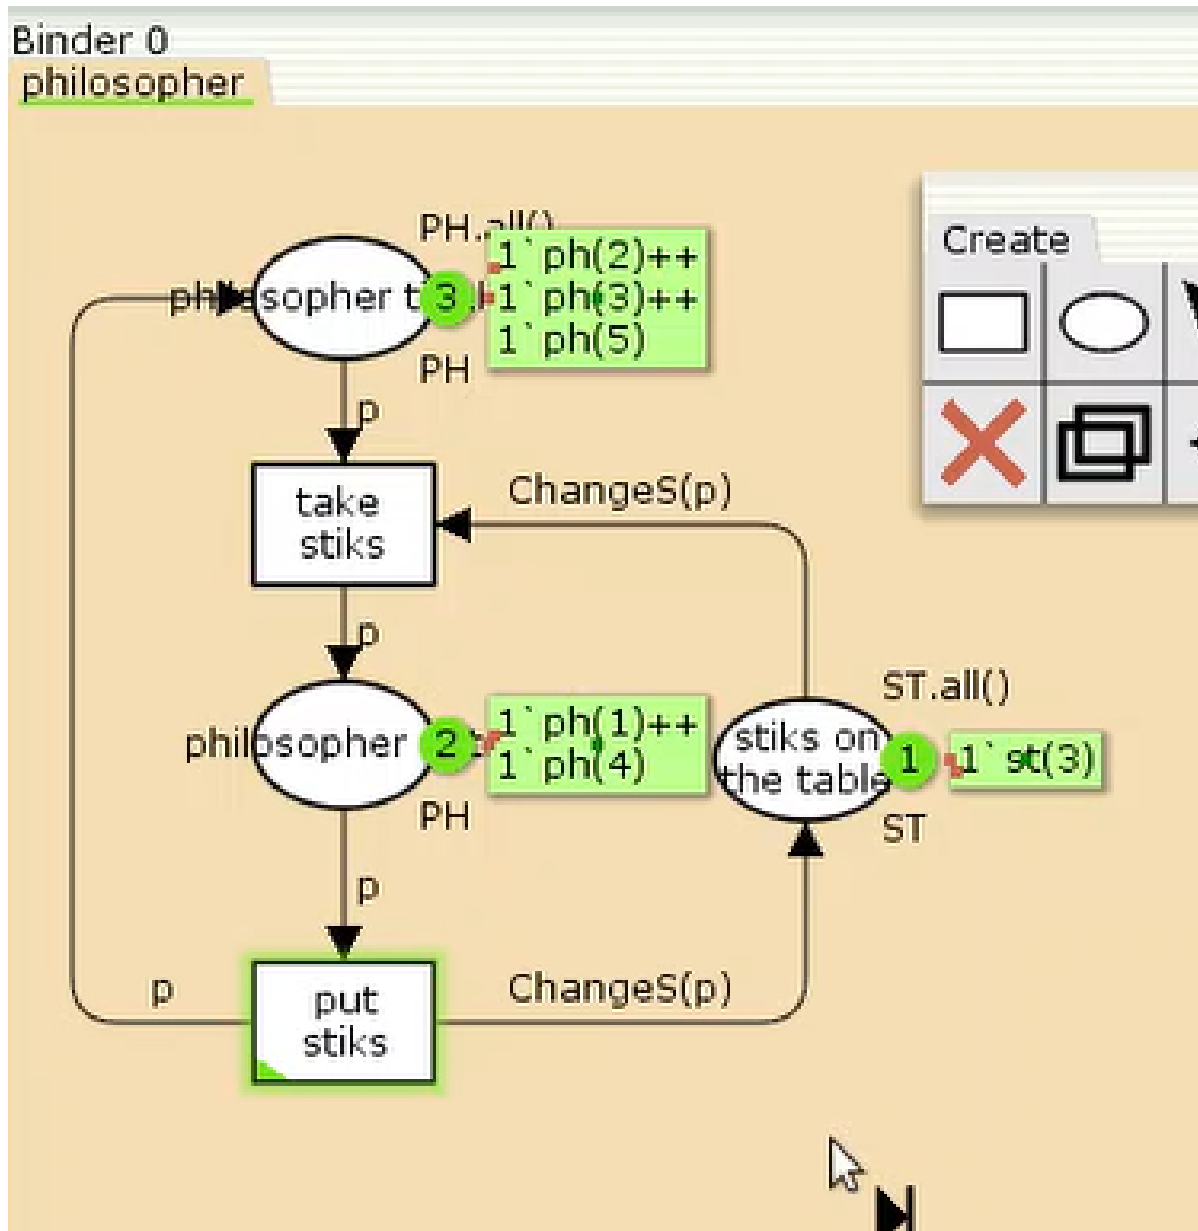 Binder 0
philosopher
PH.all()
philosopher
3
1`ph(2)++
1`ph(3)++
1`ph(5)
PH
Create
p
take
stiks
ChangeS(p)
p
philosopher
2
1`ph(1)++
1`ph(4)
PH
ST.all()
stiks on
the table
1
1`st(3)
ST
p
put
stiks
p
ChangeS(p)